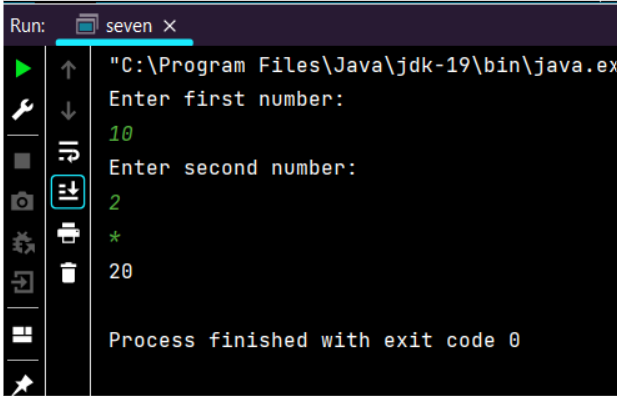 Run: seven ×
"C:\Program Files\Java\jdk-19\bin\java.ex
Enter first number:
10
Enter second number:
2
*
20
Process finished with exit code 0